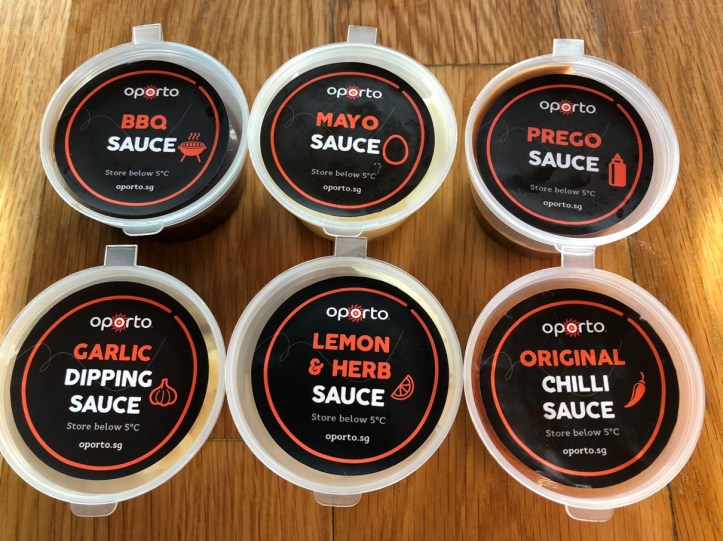 oporto
BBQ
SAUCE
Store below 5°C
oporto.sg
oporto
MAYO
SAUCE
Store below 5°C
oporto.sg
oporto
PREGO
SAUCE
Store below 5°C
oporto.sg
oporto
GARLIC
DIPPING
SAUCE
Store below 5°C
oporto.sg
oporto
LEMON
& HERB
SAUCE
Store below 5°C
oporto.sg
oporto
ORIGINAL
CHILLI
SAUCE
Store below 5°C
oporto.sg